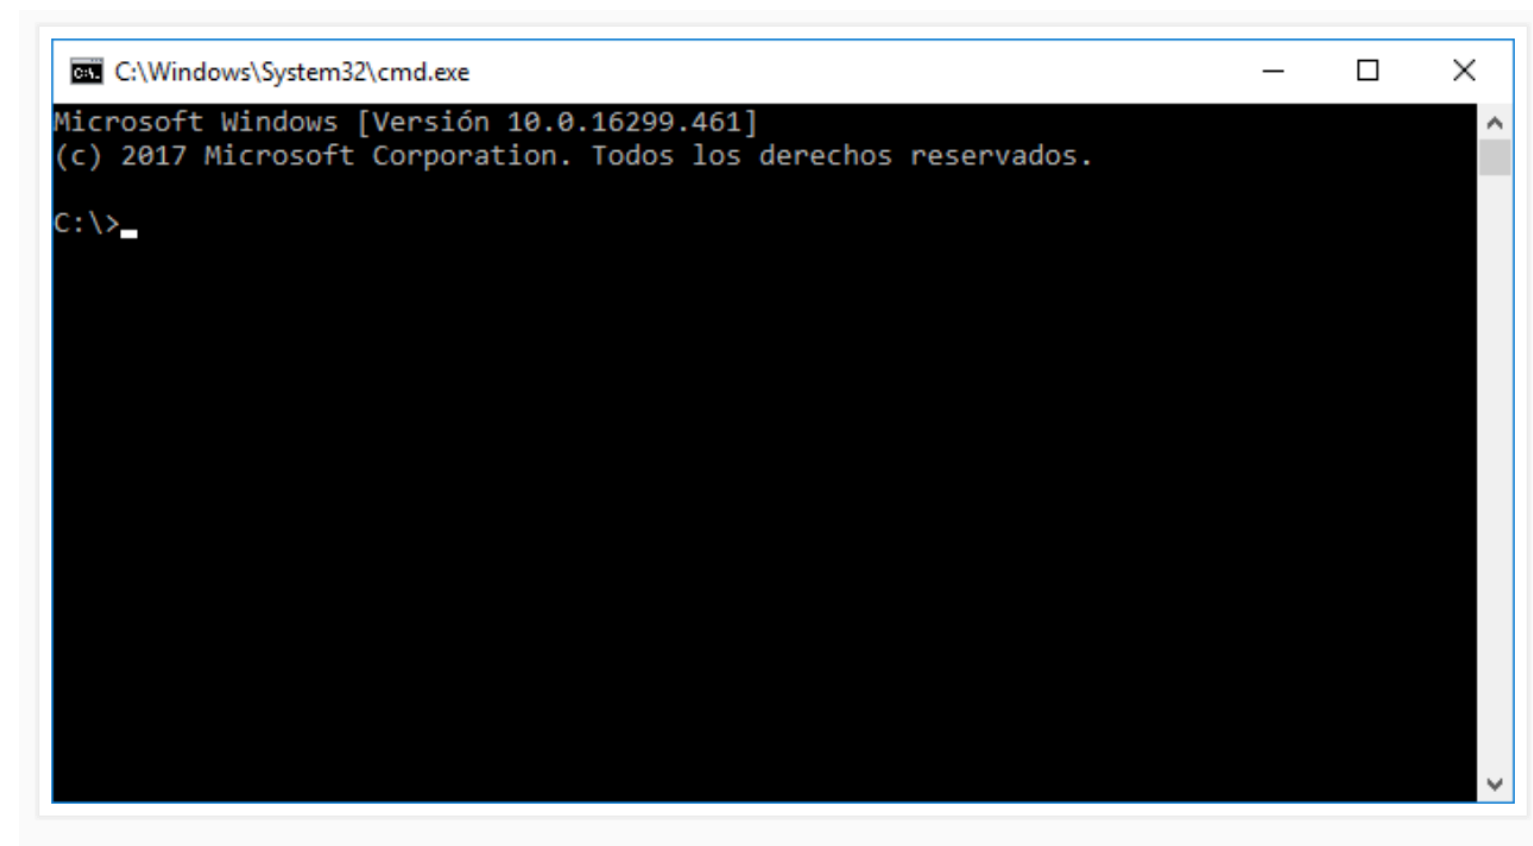 C:\Windows\System32\cmd.exe
Microsoft Windows [Versión 10.0.16299.461]
(c) 2017 Microsoft Corporation. Todos los derechos reservados.
C:\>